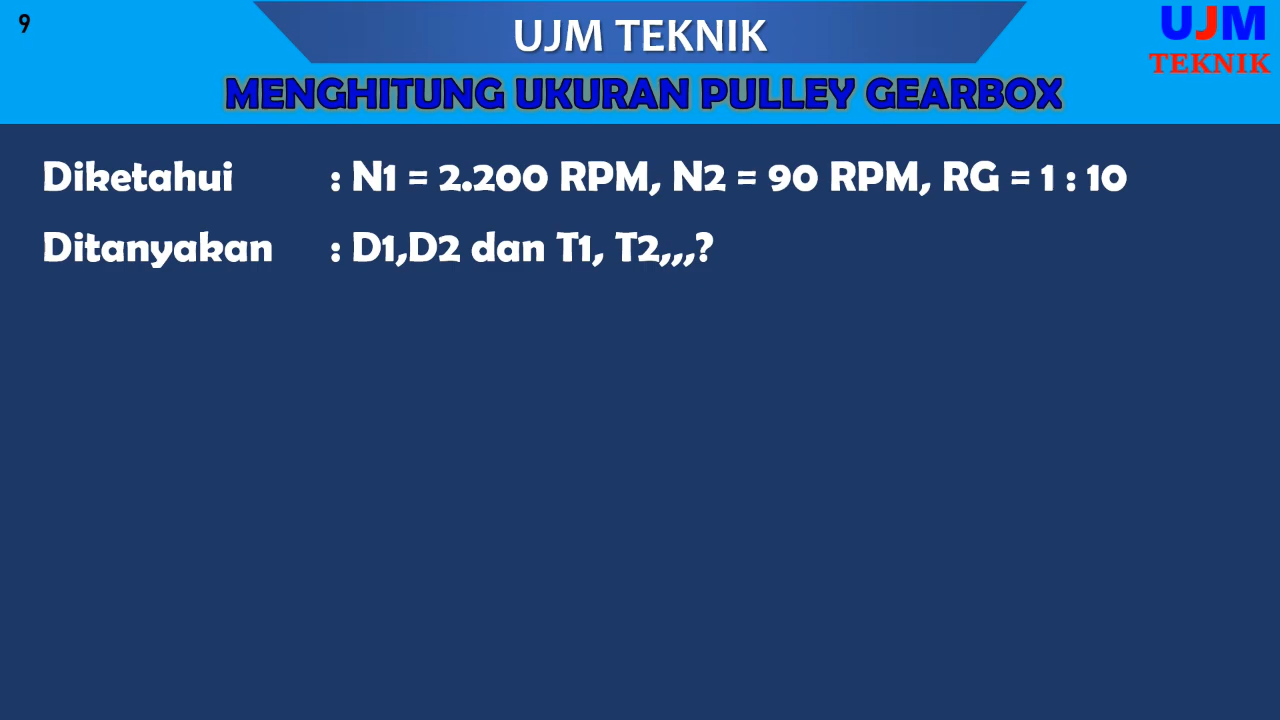 9
UJM TEKNIK
UJM
TEKNIK
MENGHITUNG UKURAN PULLEY GEARBOX
Diketahui : N1 = 2.200 RPM, N2 = 90 RPM, RG = 1 : 10
Ditanyakan : D1,D2 dan T1, T2,,,?